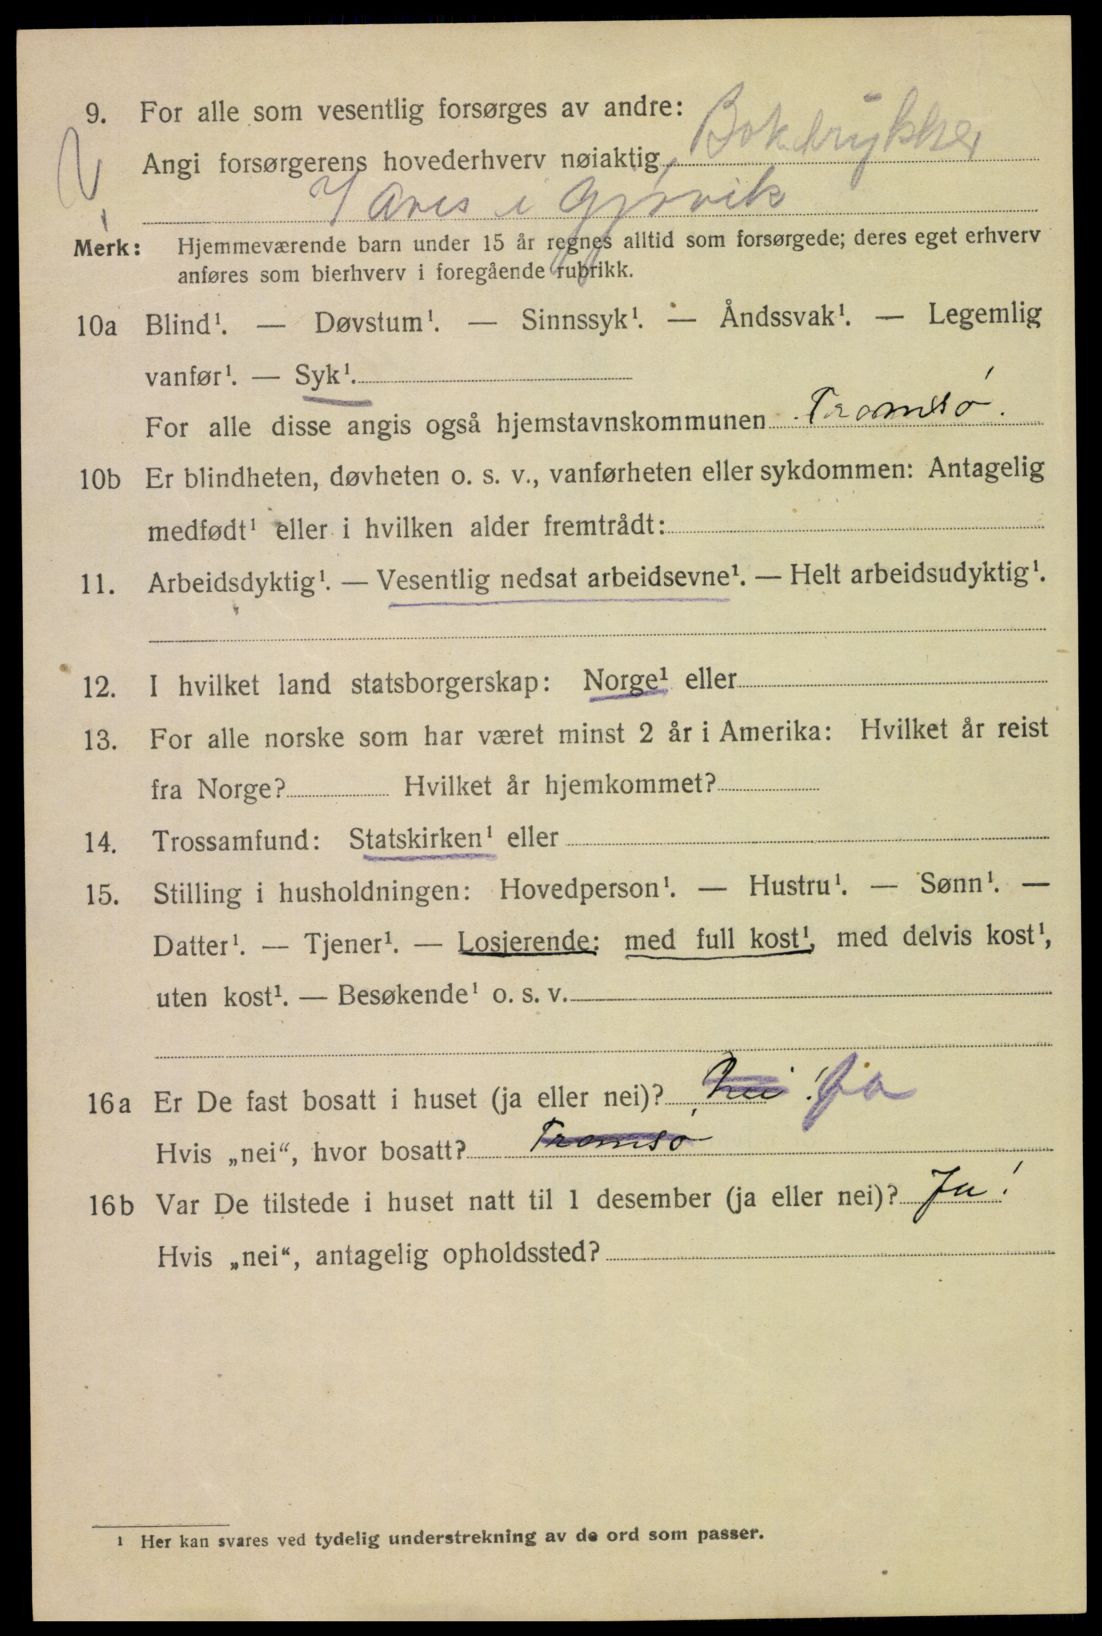 9. For alle som vesentlig forsørges av andre: Boktrykker
Angi forsørgerens hovederhverv nøiaktig,
i Gjøvik
Merk: Hjemmeværende barn under 15 år regnes alltid som forsørgede; deres eget erhverv
anføres som bierhverv i foregående rubrikk.
10a Blind¹. — Døvstum¹. — Sinnssyk¹. — Åndssvak¹. — Legemlig
vanfør¹. — Syk¹.
For alle disse angis også hjemstavnskommunen Tromsø.
10b Er blindheten, døvheten o. s. v., vanførheten eller sykdommen: Antagelig
medfødt¹ eller i hvilken alder fremtrådt:
11. Arbeidsdyktig¹. — Vesentlig nedsat arbeidsevne¹. — Helt arbeidsudyktig¹.
12. I hvilket land statsborgerskap: Norge¹ eller
13. For alle norske som har været minst 2 år i Amerika: Hvilket år reist
fra Norge? Hvilket år hjemkommet?
14. Trossamfund: Statskirken¹ eller
15. Stilling i husholdningen: Hovedperson¹. — Hustru¹. — Sønn¹. —
Datter¹. — Tjener¹. — Losjerende: med full kost¹, med delvis kost¹,
uten kost¹. — Besøkende¹ o. s. v.
16a Er De fast bosatt i huset (ja eller nei)? Nei! Ja
Hvis „nei“, hvor bosatt? Tromsø
16b Var De tilstede i huset natt til 1 desember (ja eller nei)? Ja!
Hvis „nei“, antagelig opholdssted?
¹ Her kan svares ved tydelig understrekning av de ord som passer.